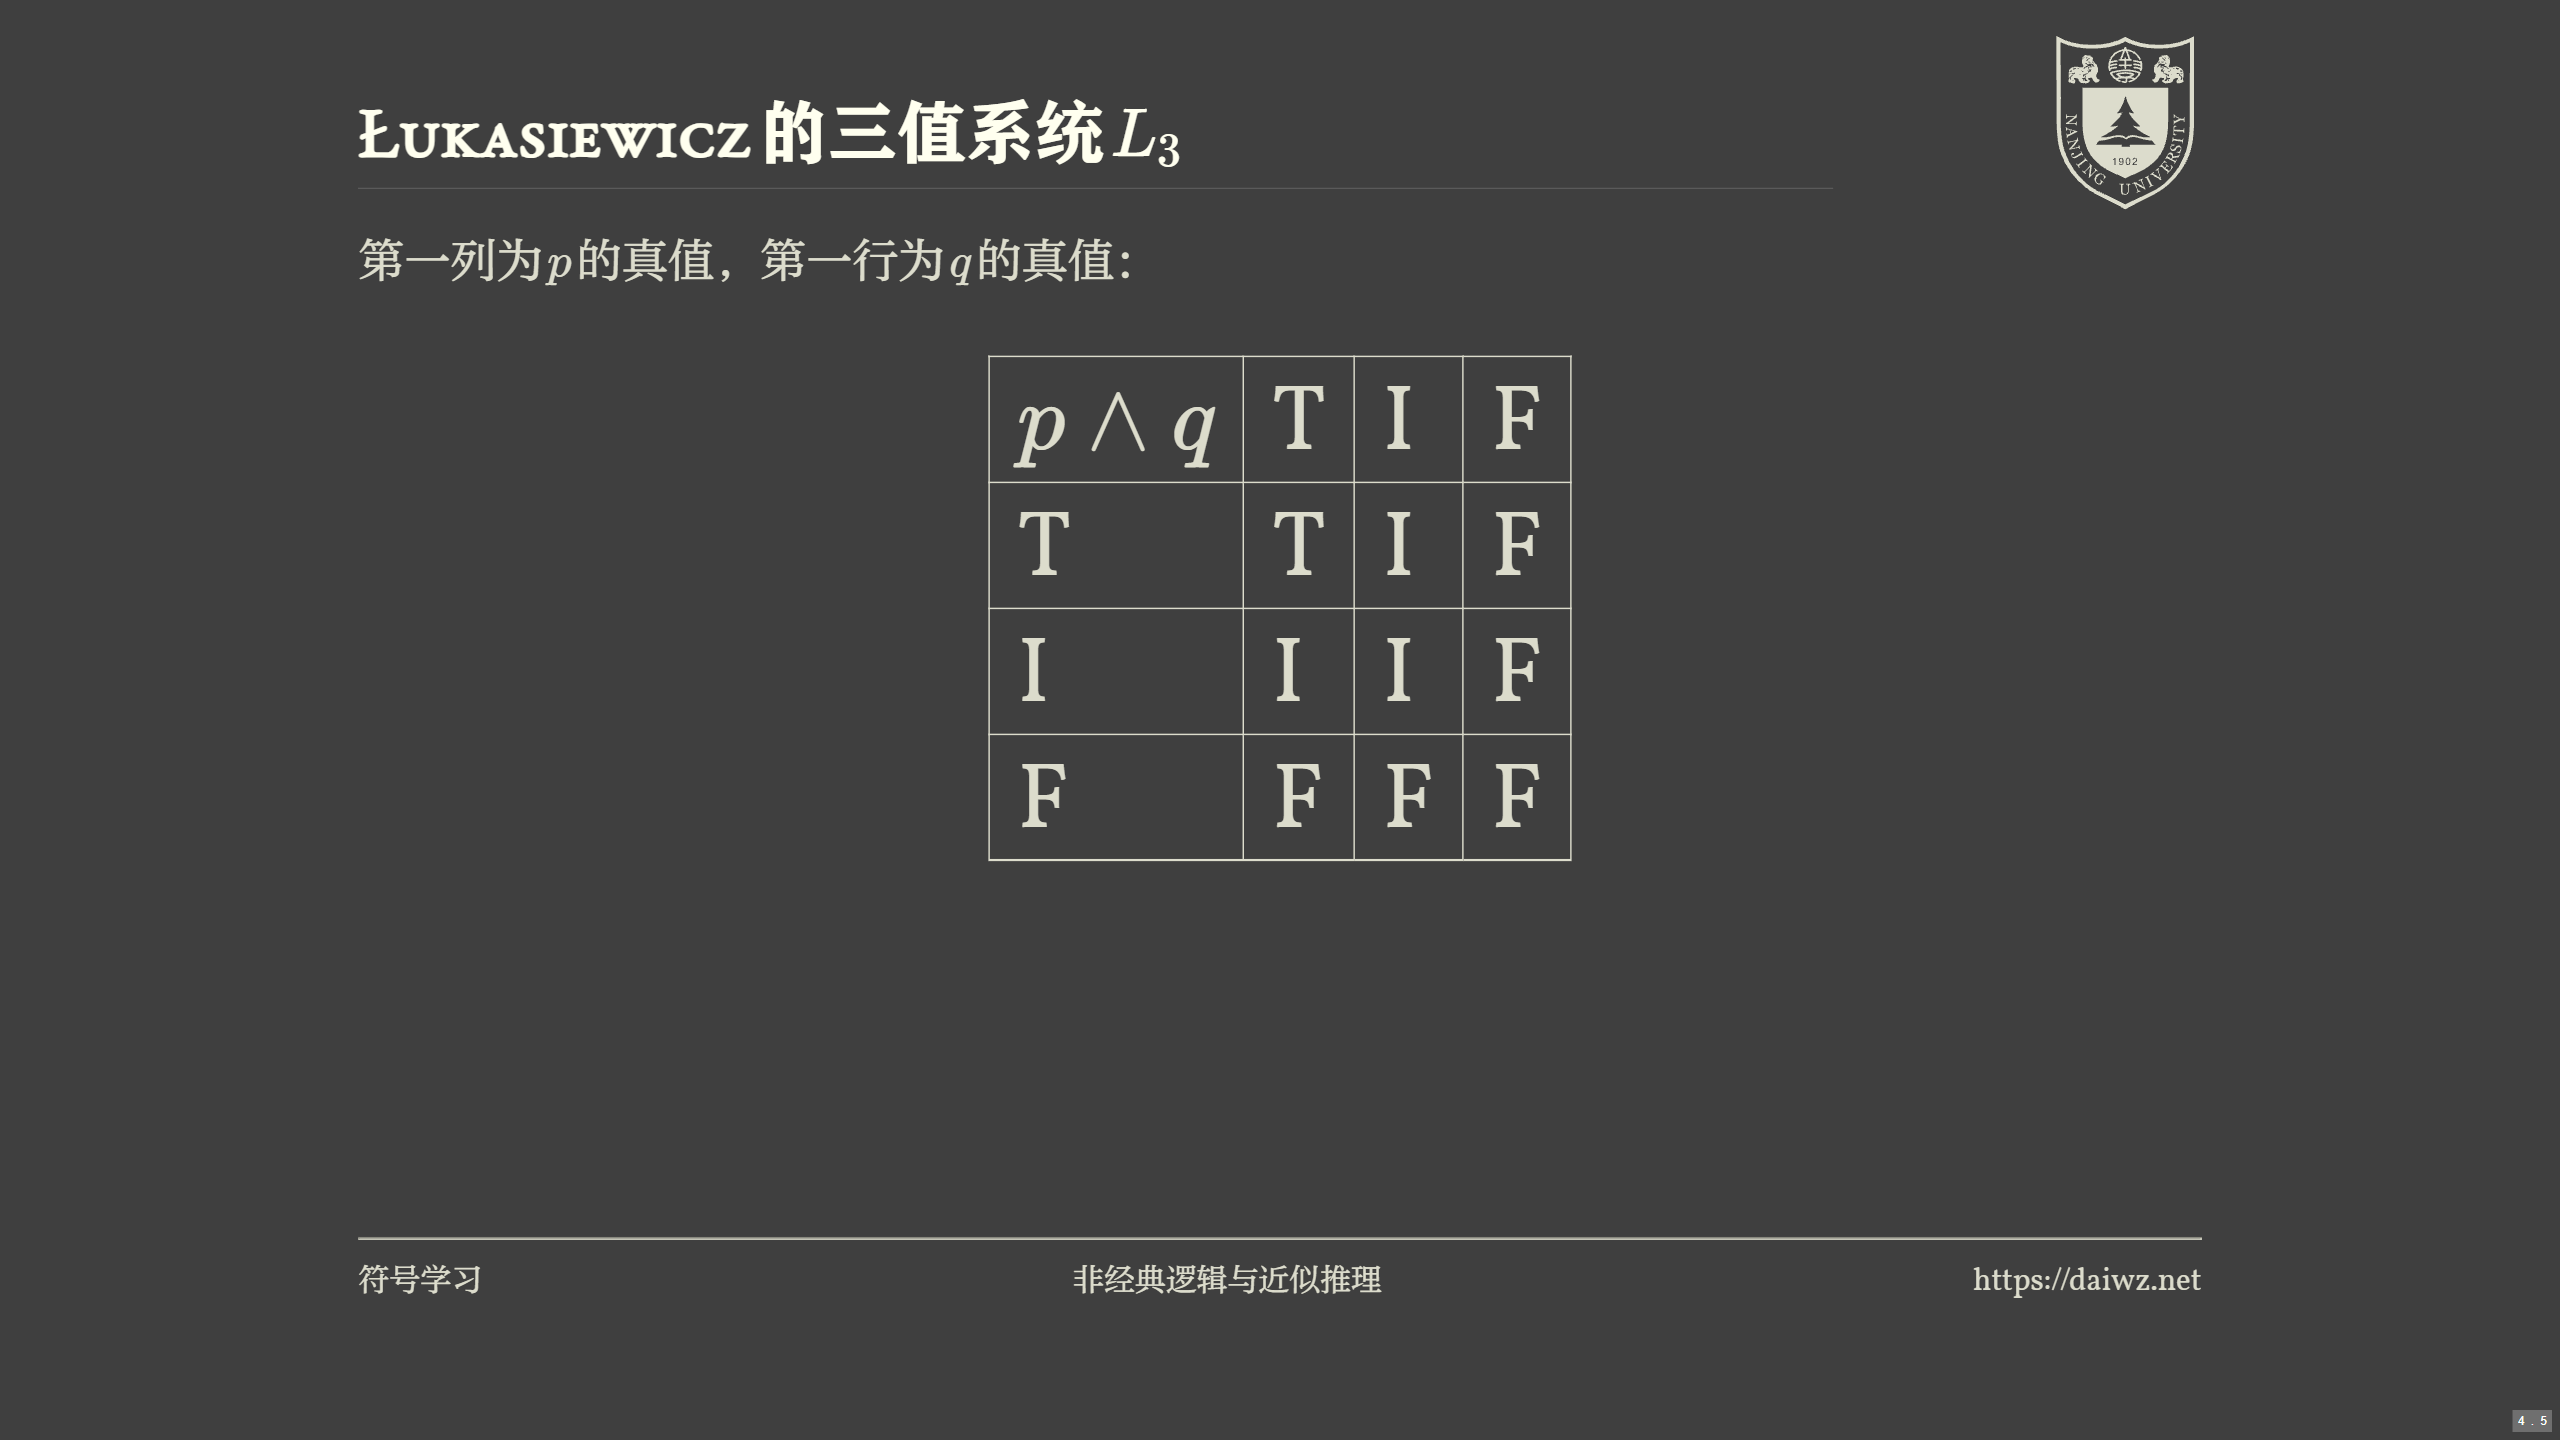 Łukasiewicz 的三值系统 L₃
NANJING UNIVERSITY
1902
第一列为p的真值，第一行为q的真值：
p ∧ q T I F
T T I F
I I I F
F F F F
符号学习 非经典逻辑与近似推理 https://daiwz.net
4 . 5